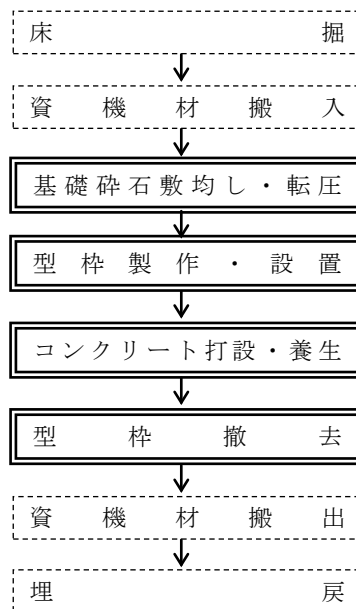 床掘
資機材搬入
基礎砕石敷均し・転圧
型枠製作・設置
コンクリート打設・養生
型枠撤去
資機材搬出
埋戻